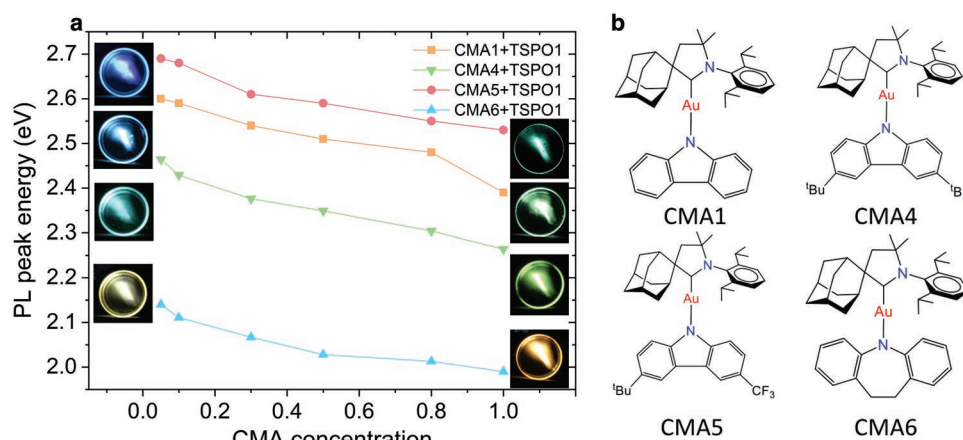 a
b
PL peak energy (eV)
2.7
2.6
2.5
2.4
2.3
2.2
2.1
2.0
CMA1+TSPO1
CMA4+TSPO1
CMA5+TSPO1
CMA6+TSPO1
0.0 0.2 0.4 0.6 0.8 1.0
CMA concentration
N
Au
N
CMA1
N
Au
N
ᵗBu
ᵗB
CMA4
N
Au
N
ᵗBu
CF₃
CMA5
N
Au
N
CMA6